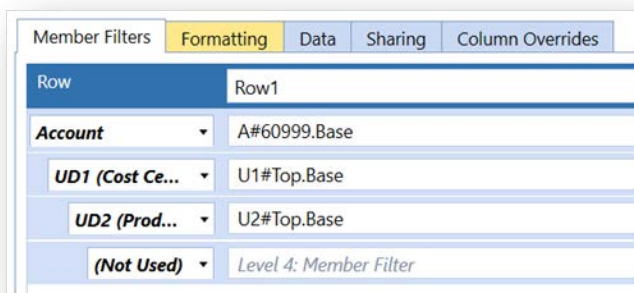 Member Filters Formatting Data Sharing Column Overrides
Row Row1
Account A#60999.Base
UD1 (Cost Ce... U1#Top.Base
UD2 (Prod... U2#Top.Base
(Not Used) Level 4: Member Filter